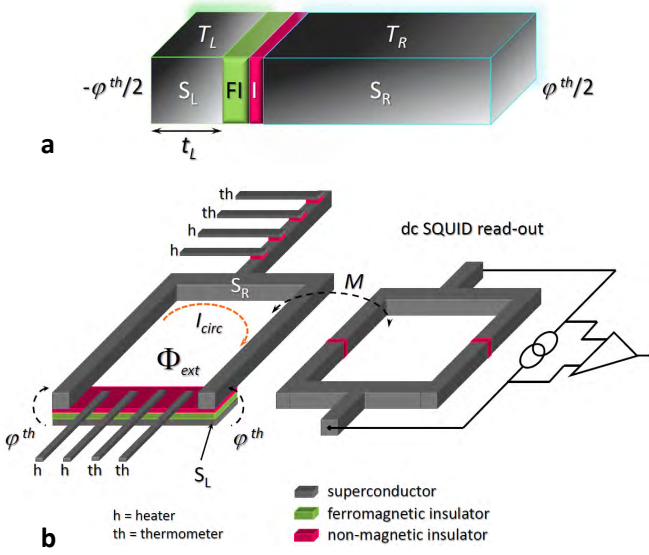 T_L
T_R
-φ^th/2
S_L
FI
I
S_R
φ^th/2
t_L
a
th
th
h
h
dc SQUID read-out
S_R
M
I_circ
Φ_ext
φ^th
φ^th
h
h
th
th
S_L
superconductor
h = heater
ferromagnetic insulator
th = thermometer
non-magnetic insulator
b